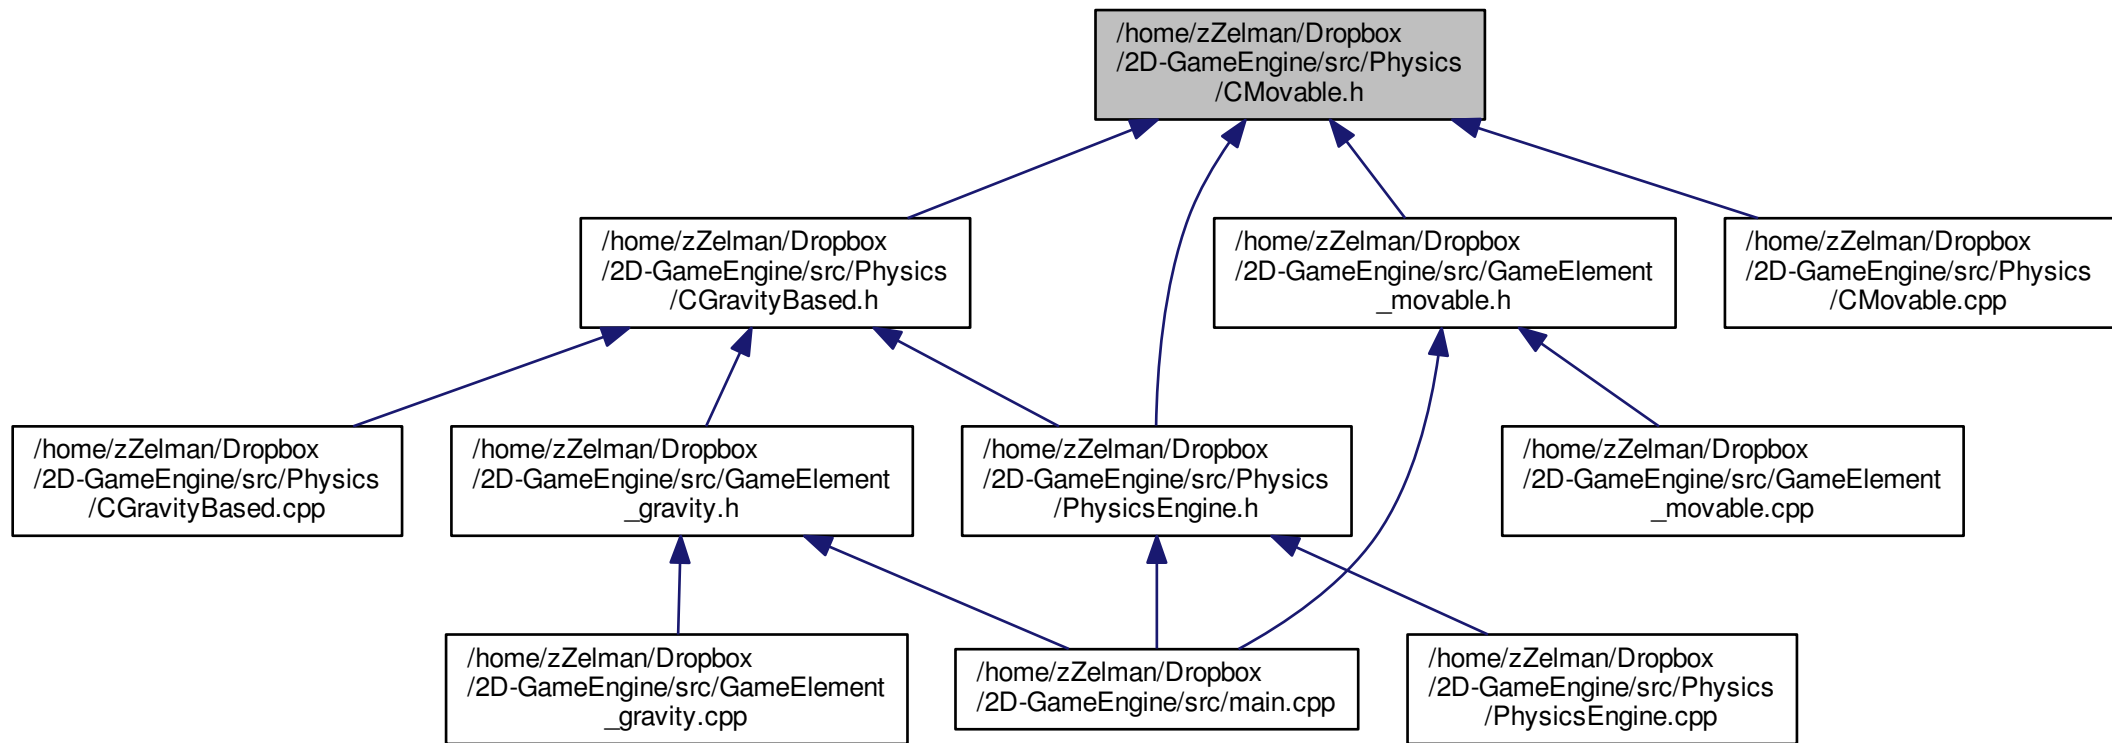 /home/zZelman/Dropbox
/2D-GameEngine/src/Physics
/CMovable.h
/home/zZelman/Dropbox
/2D-GameEngine/src/Physics
/CGravityBased.h
/home/zZelman/Dropbox
/2D-GameEngine/src/GameElement
_movable.h
/home/zZelman/Dropbox
/2D-GameEngine/src/Physics
/CMovable.cpp
/home/zZelman/Dropbox
/2D-GameEngine/src/Physics
/CGravityBased.cpp
/home/zZelman/Dropbox
/2D-GameEngine/src/GameElement
_gravity.h
/home/zZelman/Dropbox
/2D-GameEngine/src/Physics
/PhysicsEngine.h
/home/zZelman/Dropbox
/2D-GameEngine/src/GameElement
_movable.cpp
/home/zZelman/Dropbox
/2D-GameEngine/src/GameElement
_gravity.cpp
/home/zZelman/Dropbox
/2D-GameEngine/src/main.cpp
/home/zZelman/Dropbox
/2D-GameEngine/src/Physics
/PhysicsEngine.cpp